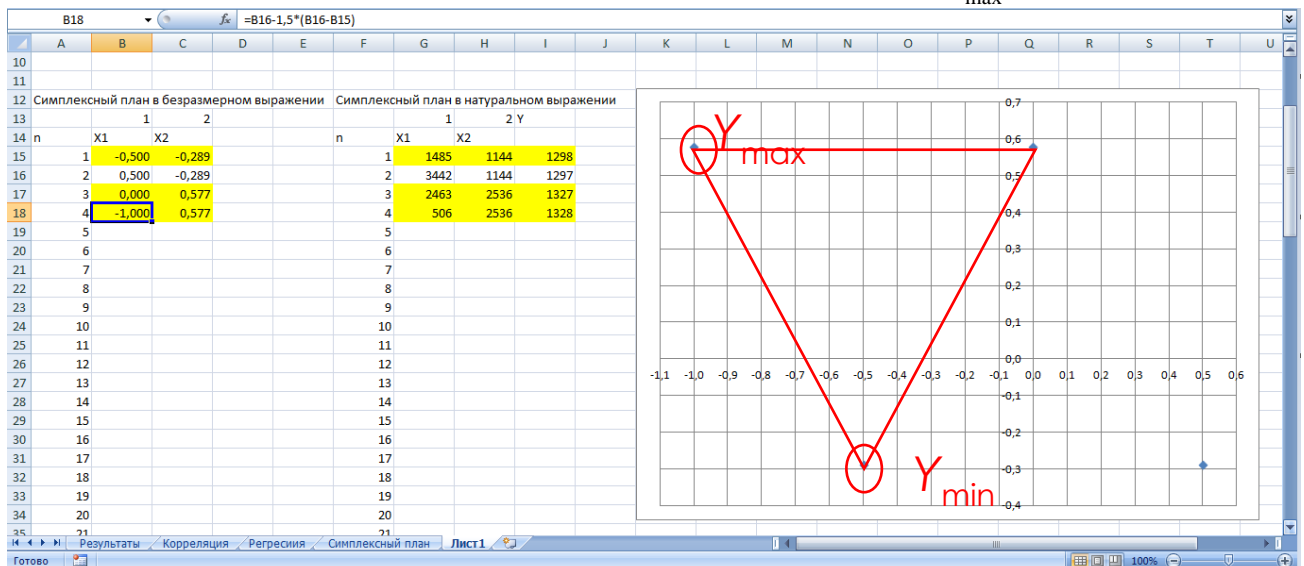 max
B18 fx =B16-1,5*(B16-B15)
A B C D E F G H I J K L M N O P Q R S T U
10
11
12 Симплексный план в безразмерном выражении Симплексный план в натуральном выражении
13 1 2 1 2 Y
14 n X1 X2 n X1 X2
15 1 -0,500 -0,289 1 1485 1144 1298
16 2 0,500 -0,289 2 3442 1144 1297
17 3 0,000 0,577 3 2463 2536 1327
18 4 -1,000 0,577 4 506 2536 1328
19 5 5
20 6 6
21 7 7
22 8 8
23 9 9
24 10 10
25 11 11
26 12 12
27 13 13
28 14 14
29 15 15
30 16 16
31 17 17
32 18 18
33 19 19
34 20 20
35 21 21
0,7
0,6
0,5
0,4
0,3
0,2
0,1
0,0
-1,1 -1,0 -0,9 -0,8 -0,7 -0,6 -0,5 -0,4 -0,3 -0,2 -0,1 0,0 0,1 0,2 0,3 0,4 0,5 0,6
-0,1
-0,2
-0,3
-0,4
Y max
Y min
Результаты Корреляция Регресиия Симплексный план Лист1
Готово 100%